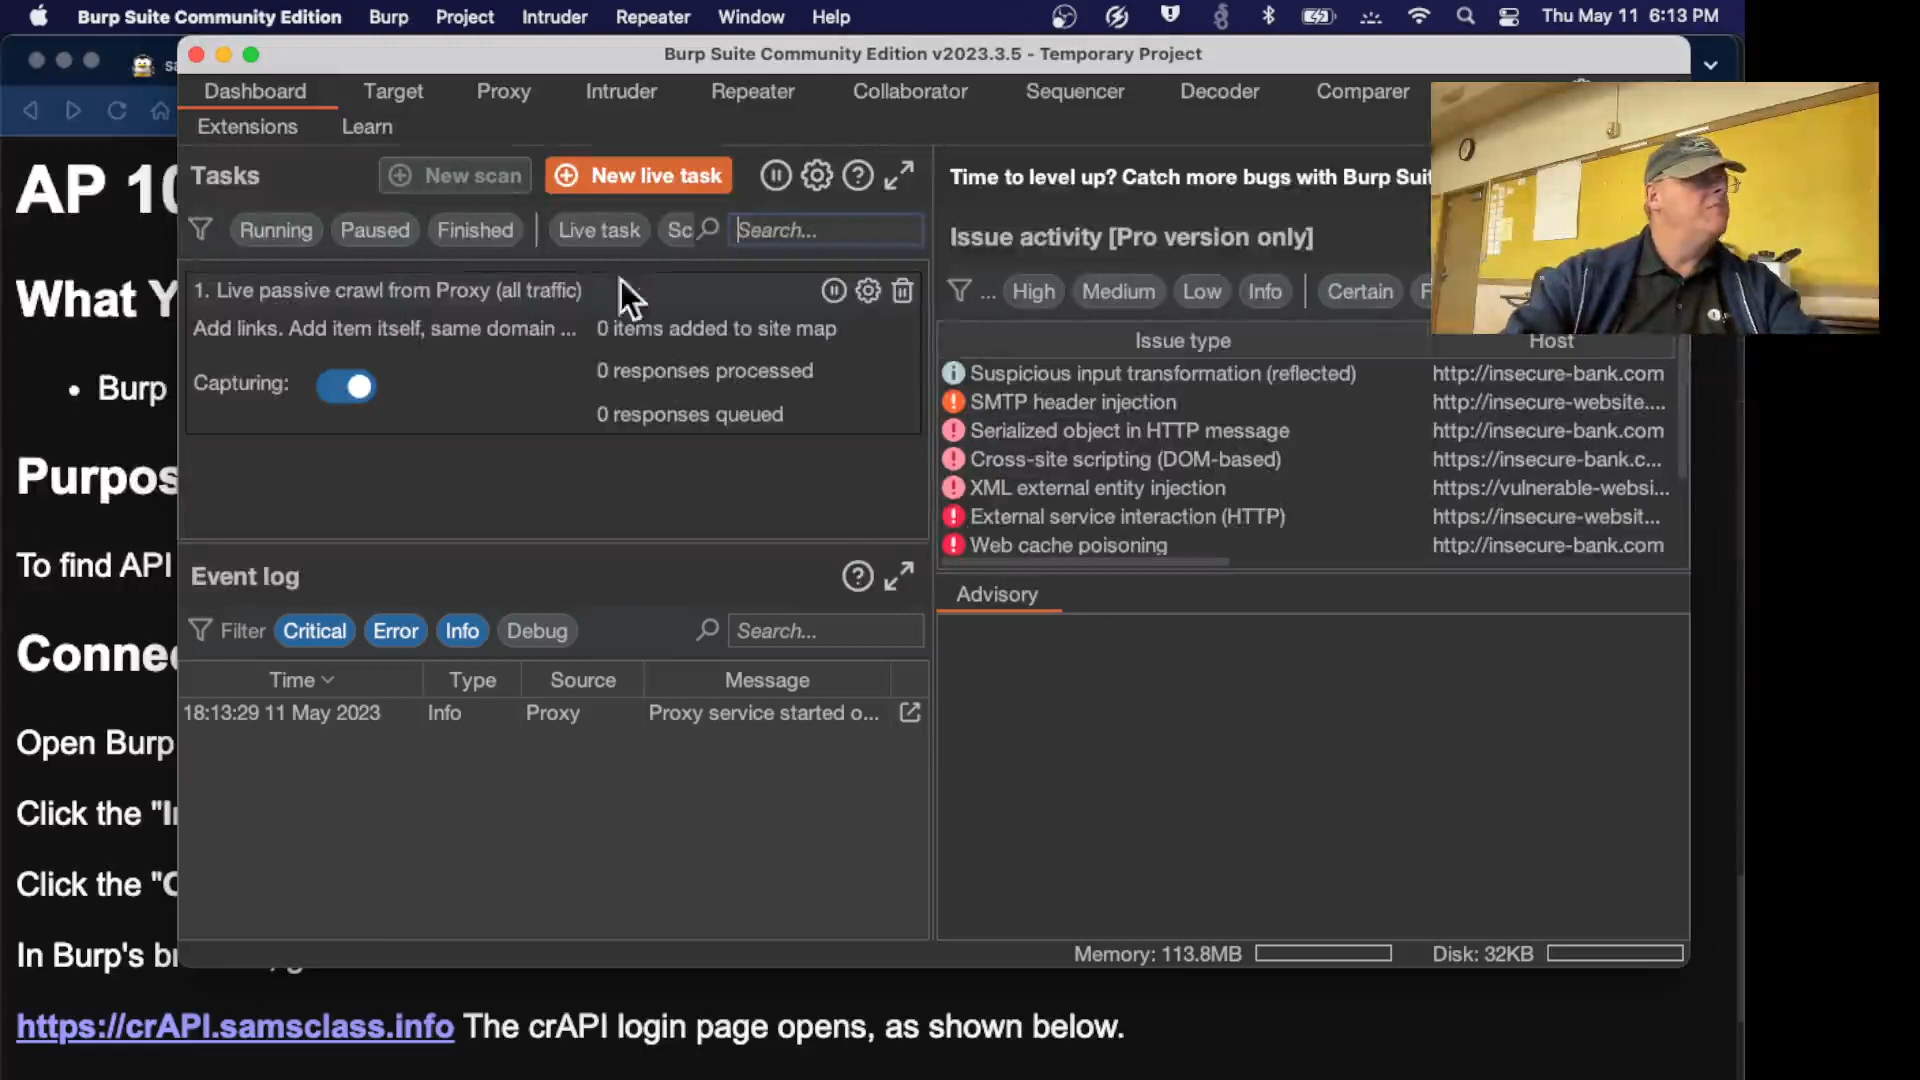 Burp Suite Community Edition Burp Project Intruder Repeater Window Help Thu May 11 6:13 PM
Burp Suite Community Edition v2023.3.5 - Temporary Project
Dashboard Target Proxy Intruder Repeater Collaborator Sequencer Decoder Comparer
Extensions Learn
Tasks New scan New live task
Running Paused Finished Live task Sc Search...
1. Live passive crawl from Proxy (all traffic)
Add links. Add item itself, same domain ... 0 items added to site map
0 responses processed
Capturing:
0 responses queued
Event log
Filter Critical Error Info Debug Search...
Time Type Source Message
18:13:29 11 May 2023 Info Proxy Proxy service started o...
Time to level up? Catch more bugs with Burp Suit
Issue activity [Pro version only]
... High Medium Low Info Certain F
Issue type Host
Suspicious input transformation (reflected) http://insecure-bank.com
SMTP header injection http://insecure-website....
Serialized object in HTTP message http://insecure-bank.com
Cross-site scripting (DOM-based) https://insecure-bank.c...
XML external entity injection https://vulnerable-websi...
External service interaction (HTTP) https://insecure-websit...
Web cache poisoning http://insecure-bank.com
Advisory
Memory: 113.8MB Disk: 32KB
AP 10
What Y
• Burp
Purpos
To find API
Connec
Open Burp
Click the "I
Click the "C
In Burp's b
https://crAPI.samsclass.info The crAPI login page opens, as shown below.